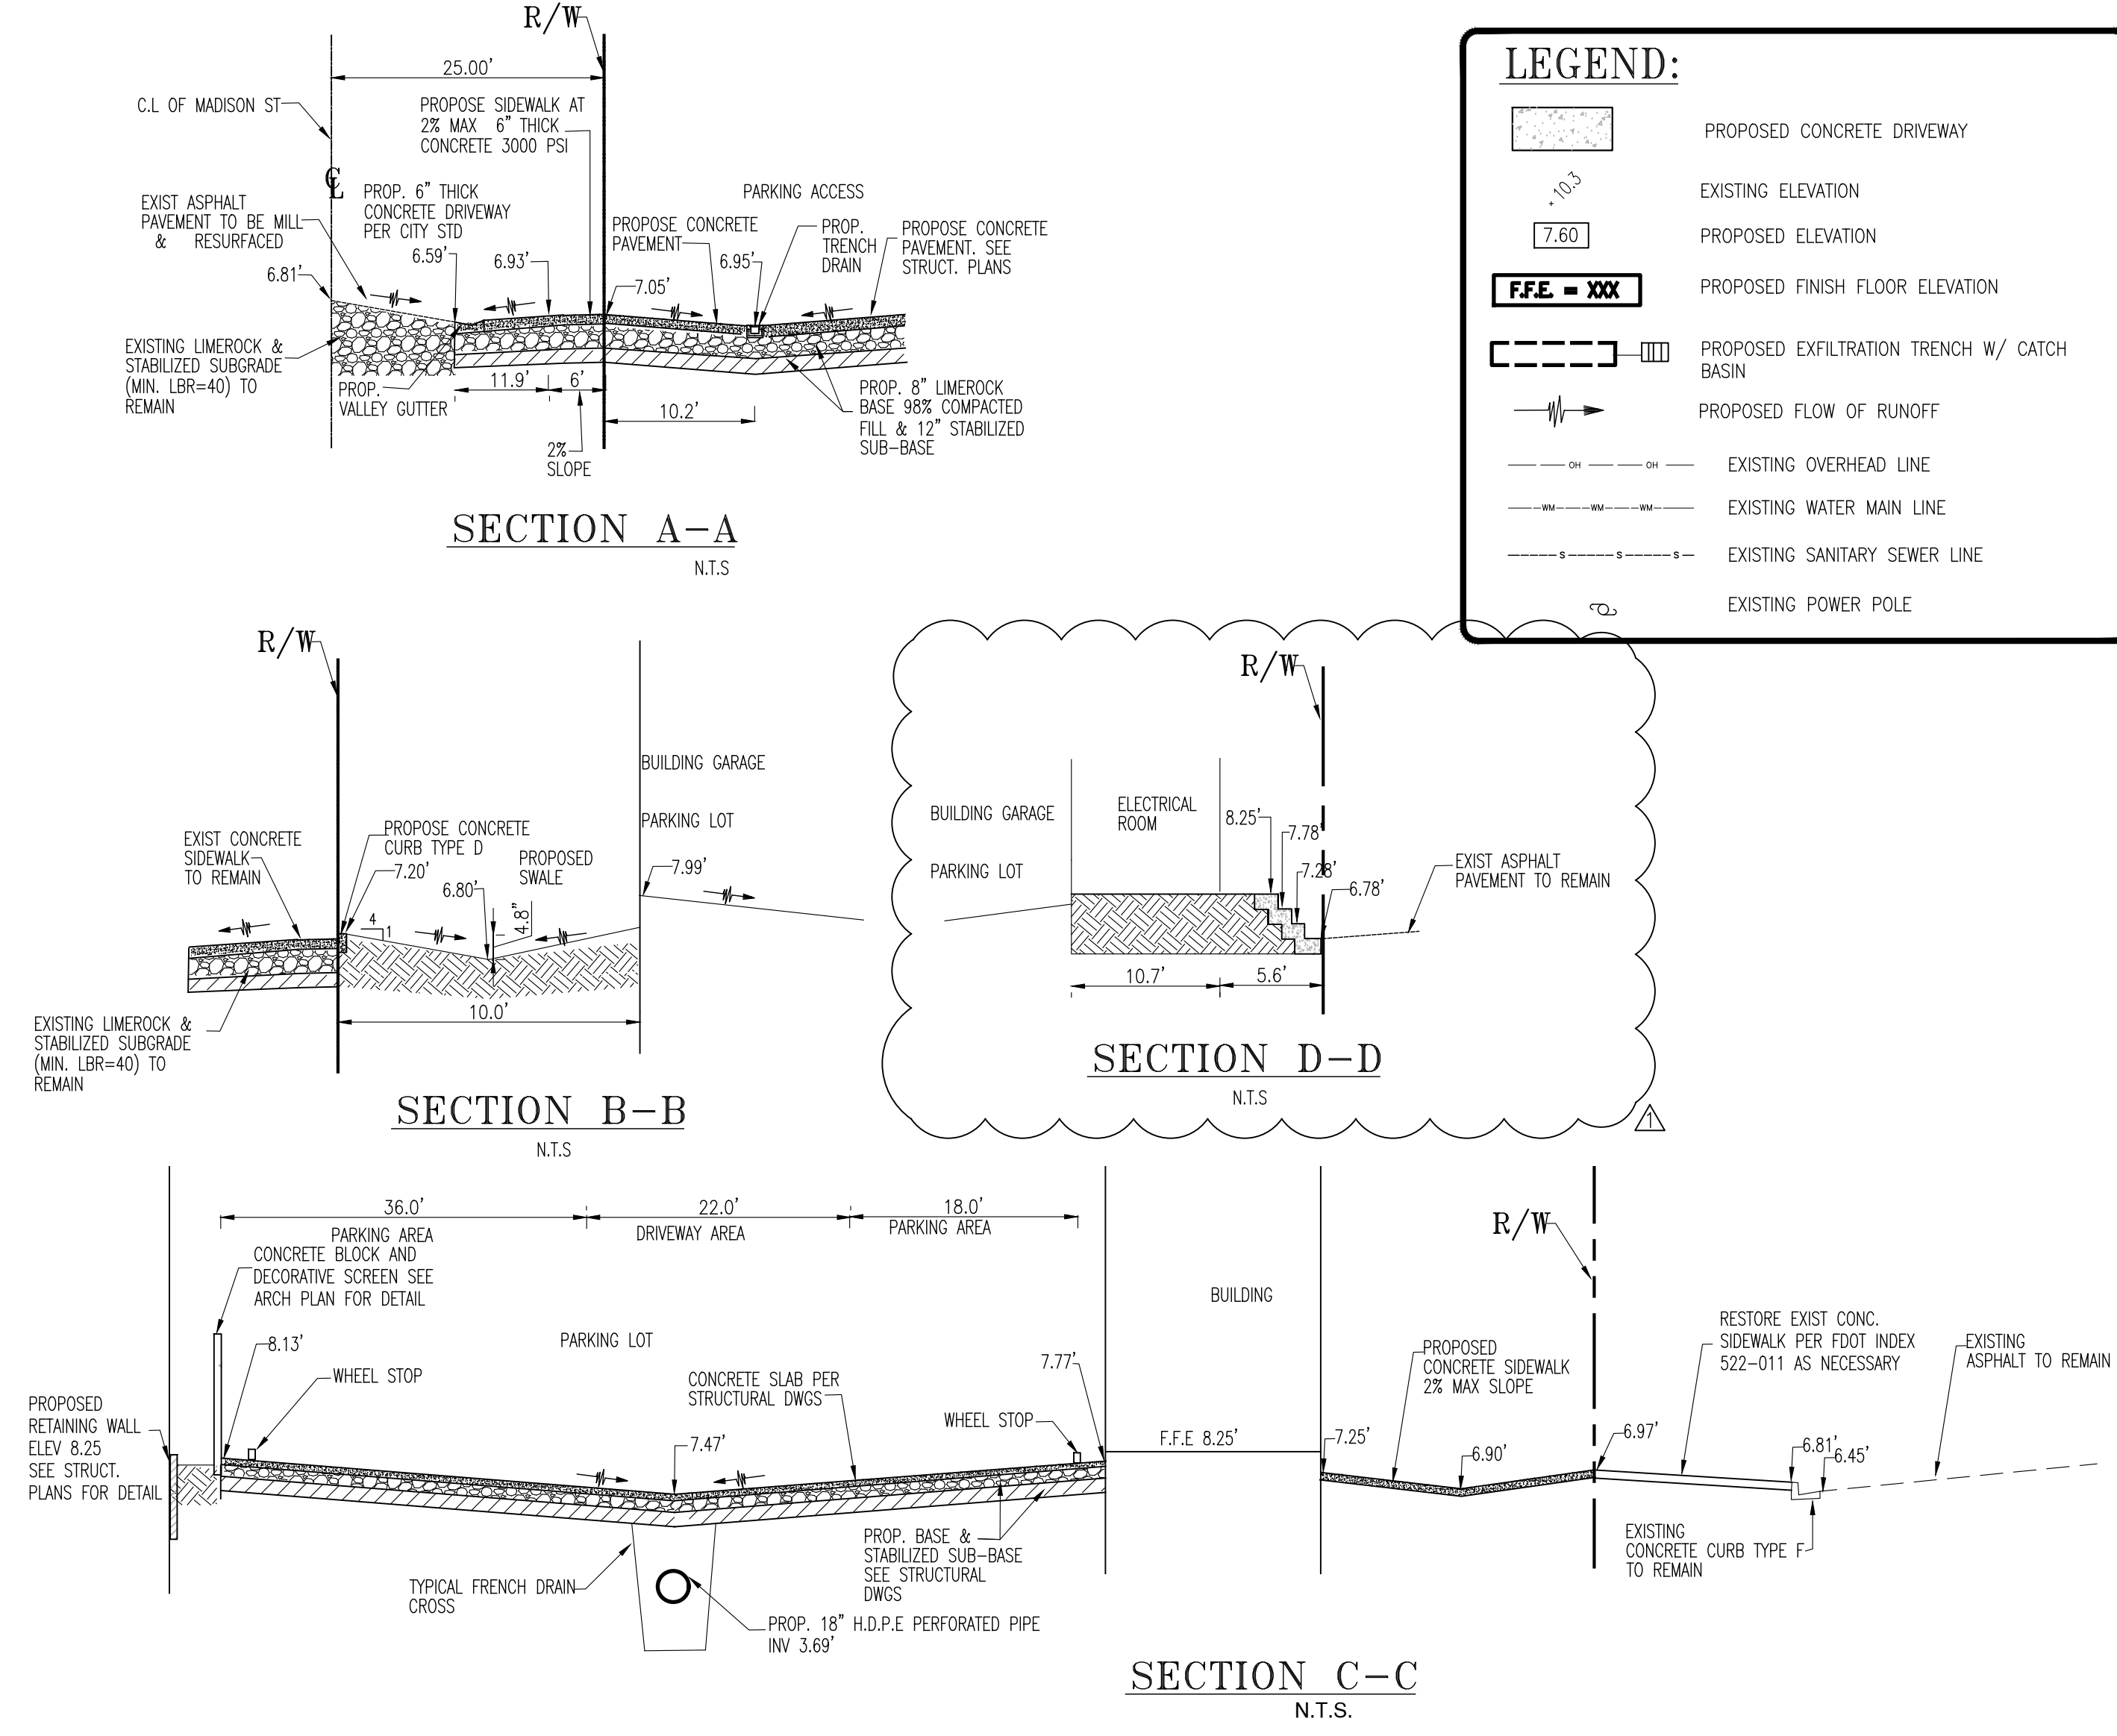 R/W
25.00'
C.L OF MADISON ST
PROPOSE SIDEWALK AT
2% MAX 6" THICK
CONCRETE 3000 PSI
℄
EXIST ASPHALT
PAVEMENT TO BE MILL
& RESURFACED
PROP. 6" THICK
CONCRETE DRIVEWAY
PER CITY STD
PARKING ACCESS
PROPOSE CONCRETE
PAVEMENT
PROP.
TRENCH
DRAIN
PROPOSE CONCRETE
PAVEMENT. SEE
STRUCT. PLANS
6.81'
6.59'
6.93'
7.05'
6.95'
EXISTING LIMEROCK &
STABILIZED SUBGRADE
(MIN. LBR=40) TO
REMAIN
PROP.
VALLEY GUTTER
11.9'
6'
10.2'
2%
SLOPE
PROP. 8" LIMEROCK
BASE 98% COMPACTED
FILL & 12" STABILIZED
SUB-BASE
SECTION A-A
N.T.S
LEGEND:
PROPOSED CONCRETE DRIVEWAY
+10.3
EXISTING ELEVATION
7.60
PROPOSED ELEVATION
F.F.E. = XXX
PROPOSED FINISH FLOOR ELEVATION
PROPOSED EXFILTRATION TRENCH W/ CATCH
BASIN
PROPOSED FLOW OF RUNOFF
OH OH
EXISTING OVERHEAD LINE
WM WM WM
EXISTING WATER MAIN LINE
S S S
EXISTING SANITARY SEWER LINE
EXISTING POWER POLE
R/W
BUILDING GARAGE
PARKING LOT
EXIST CONCRETE
SIDEWALK
TO REMAIN
PROPOSE CONCRETE
CURB TYPE D
7.20'
6.80'
PROPOSED
SWALE
4.8"
7.99'
4
1
10.0'
EXISTING LIMEROCK &
STABILIZED SUBGRADE
(MIN. LBR=40) TO
REMAIN
SECTION B-B
N.T.S
R/W
BUILDING GARAGE
PARKING LOT
ELECTRICAL
ROOM
8.25'
7.78'
7.28'
6.78'
EXIST ASPHALT
PAVEMENT TO REMAIN
10.7'
5.6'
SECTION D-D
N.T.S
1
36.0'
PARKING AREA
22.0'
DRIVEWAY AREA
18.0'
PARKING AREA
CONCRETE BLOCK AND
DECORATIVE SCREEN SEE
ARCH PLAN FOR DETAIL
8.13'
WHEEL STOP
PARKING LOT
PROPOSED
RETAINING WALL
ELEV 8.25
SEE STRUCT.
PLANS FOR DETAIL
7.47'
CONCRETE SLAB PER
STRUCTURAL DWGS
7.77'
WHEEL STOP
BUILDING
F.F.E 8.25'
7.25'
PROPOSED
CONCRETE SIDEWALK
2% MAX SLOPE
6.90'
R/W
6.97'
RESTORE EXIST CONC.
SIDEWALK PER FDOT INDEX
522-011 AS NECESSARY
EXISTING
ASPHALT TO REMAIN
6.81'
6.45'
EXISTING
CONCRETE CURB TYPE F
TO REMAIN
TYPICAL FRENCH DRAIN
CROSS
PROP. BASE &
STABILIZED SUB-BASE
SEE STRUCTURAL
DWGS
PROP. 18" H.D.P.E PERFORATED PIPE
INV 3.69'
SECTION C-C
N.T.S.